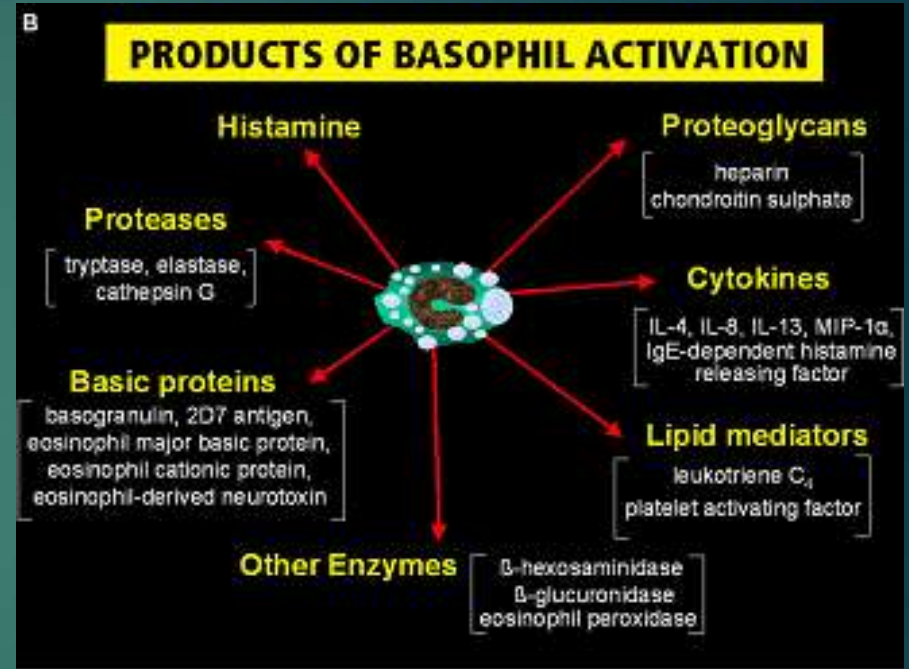 B
PRODUCTS OF BASOPHIL ACTIVATION
Histamine
Proteoglycans
heparin
chondroitin sulphate
Proteases
tryptase, elastase,
cathepsin G
Cytokines
IL-4, IL-8, IL-13, MIP-1α,
IgE-dependent histamine
releasing factor
Basic proteins
basogranulin, 2D7 antigen,
eosinophil major basic protein,
eosinophil cationic protein,
eosinophil-derived neurotoxin
Lipid mediators
leukotriene C₄
platelet activating factor
Other Enzymes
ß-hexosaminidase
ß-glucuronidase
eosinophil peroxidase